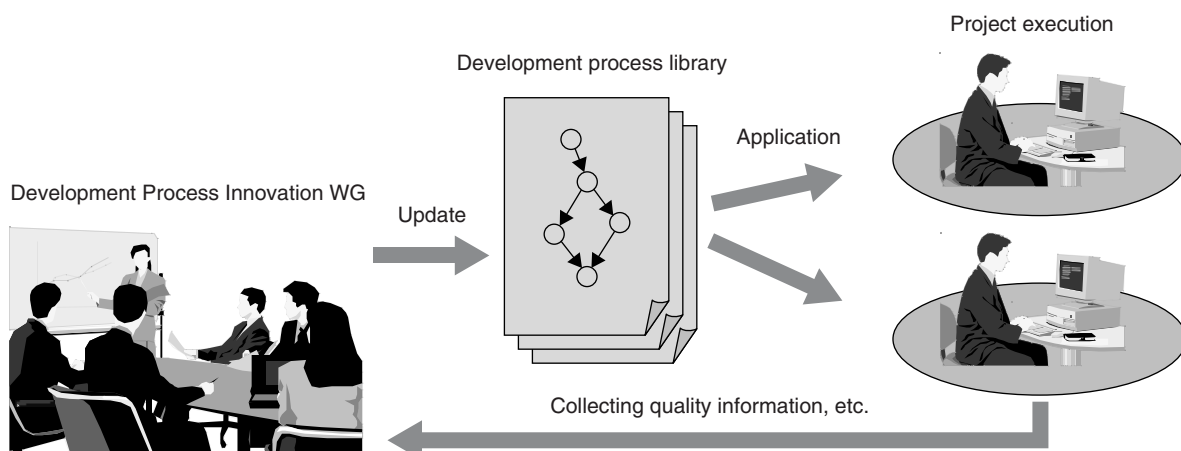 Project execution
Development process library
Application
Development Process Innovation WG
Update
Collecting quality information, etc.